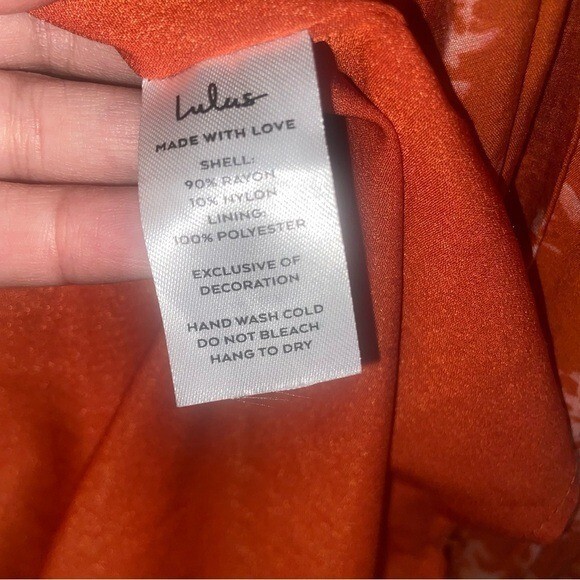 Lulus
MADE WITH LOVE
SHELL:
90% RAYON
10% NYLON
LINING:
100% POLYESTER
EXCLUSIVE OF
DECORATION
HAND WASH COLD
DO NOT BLEACH
HANG TO DRY